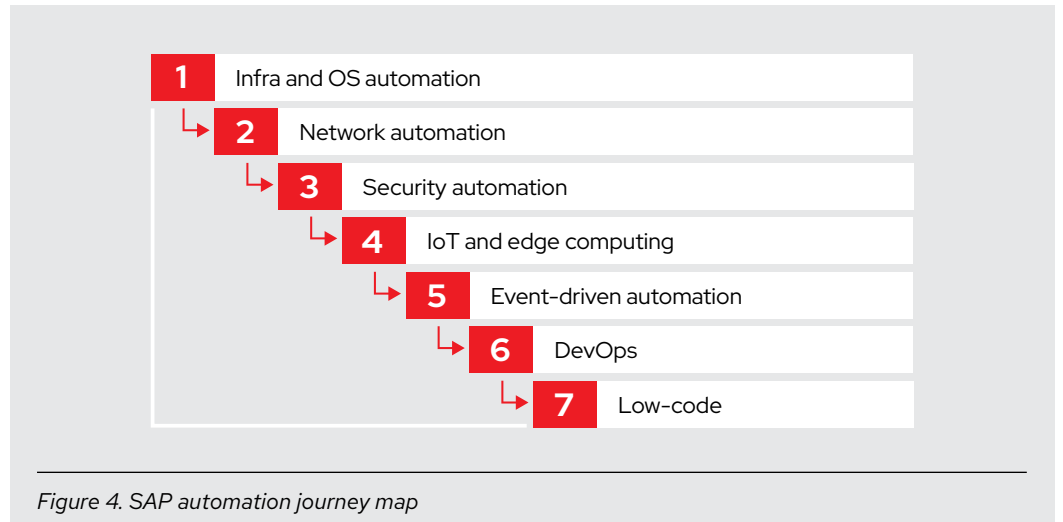 1 Infra and OS automation
2 Network automation
3 Security automation
4 IoT and edge computing
5 Event-driven automation
6 DevOps
7 Low-code
Figure 4. SAP automation journey map